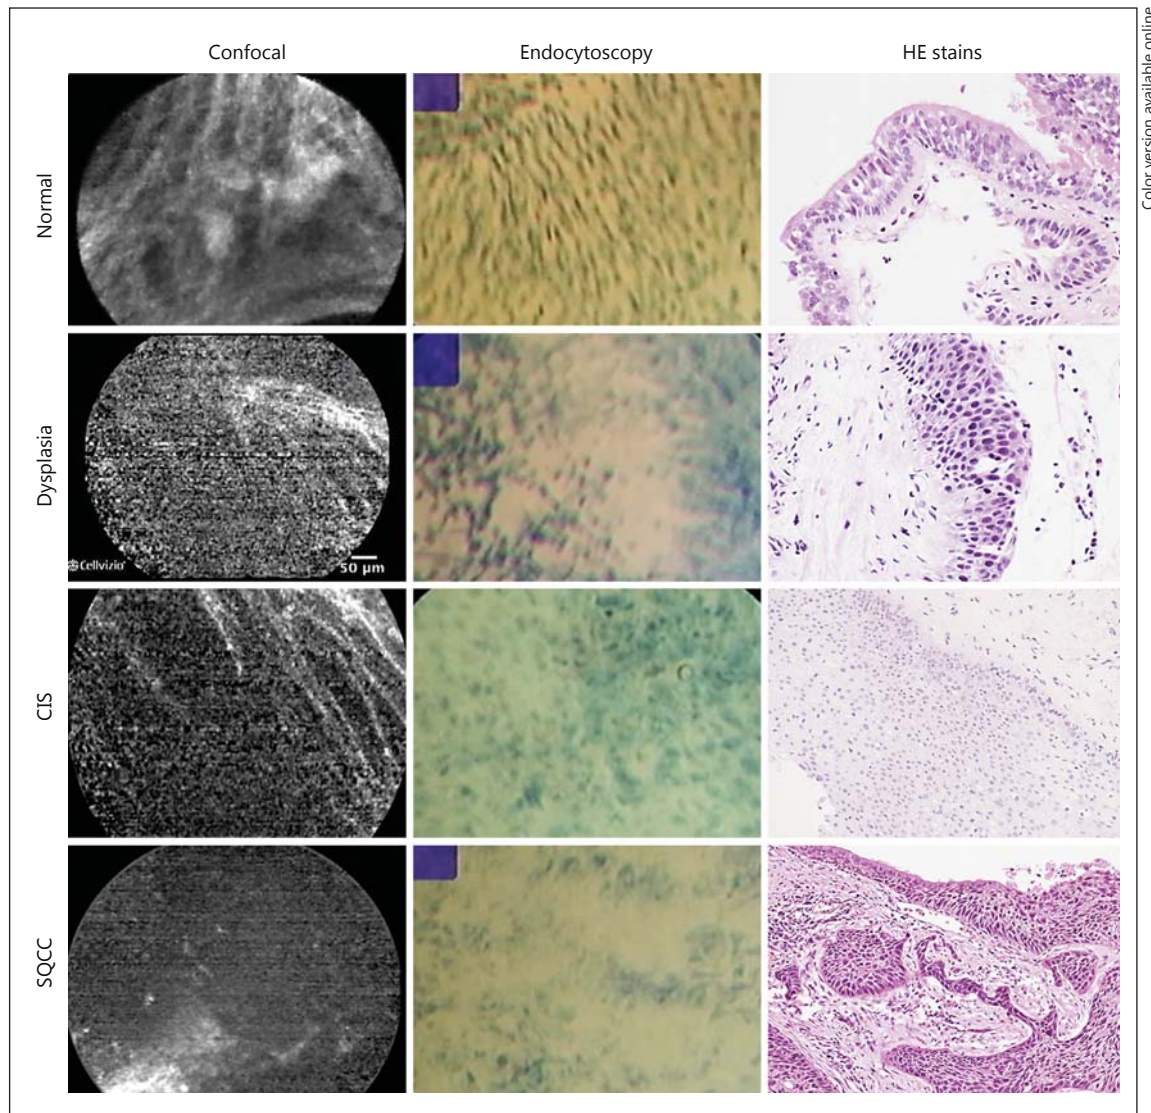 Confocal
Endocytoscopy
HE stains
Color version available online
Normal
Dysplasia
Cellvizio
50 µm
CIS
SQCC